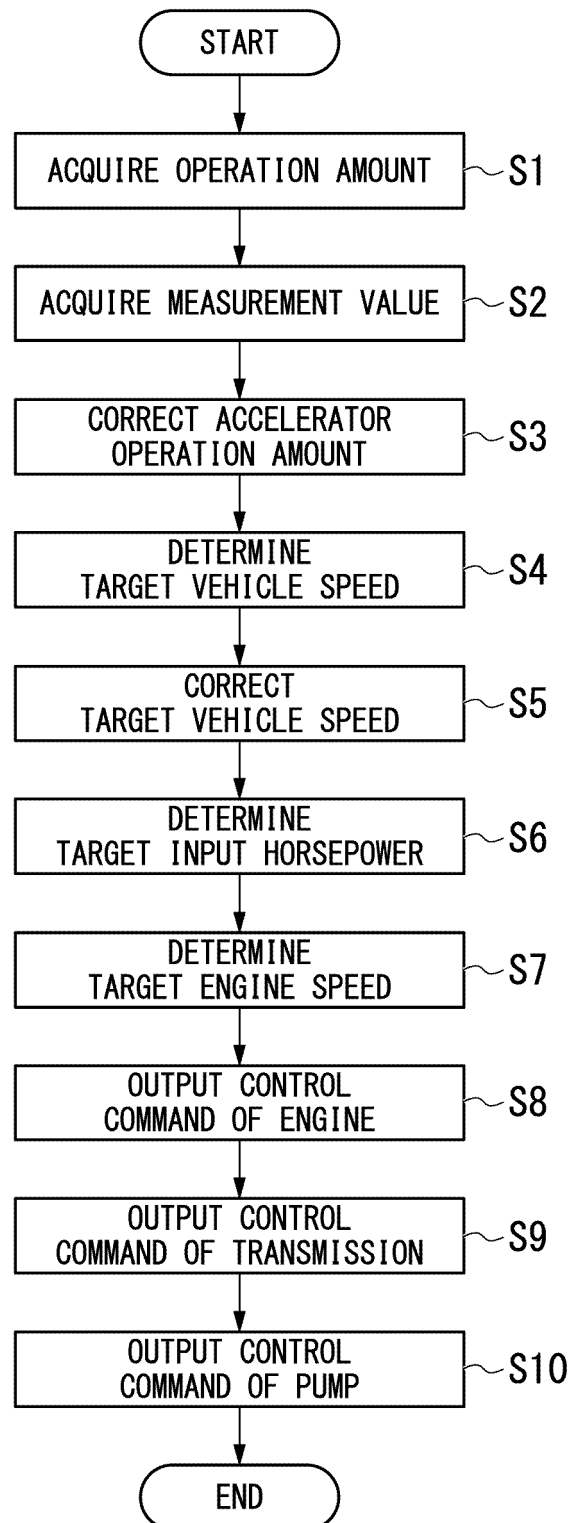 START
ACQUIRE OPERATION AMOUNT
S1
ACQUIRE MEASUREMENT VALUE
S2
CORRECT ACCELERATOR
OPERATION AMOUNT
S3
DETERMINE
TARGET VEHICLE SPEED
S4
CORRECT
TARGET VEHICLE SPEED
S5
DETERMINE
TARGET INPUT HORSEPOWER
S6
DETERMINE
TARGET ENGINE SPEED
S7
OUTPUT CONTROL
COMMAND OF ENGINE
S8
OUTPUT CONTROL
COMMAND OF TRANSMISSION
S9
OUTPUT CONTROL
COMMAND OF PUMP
S10
END